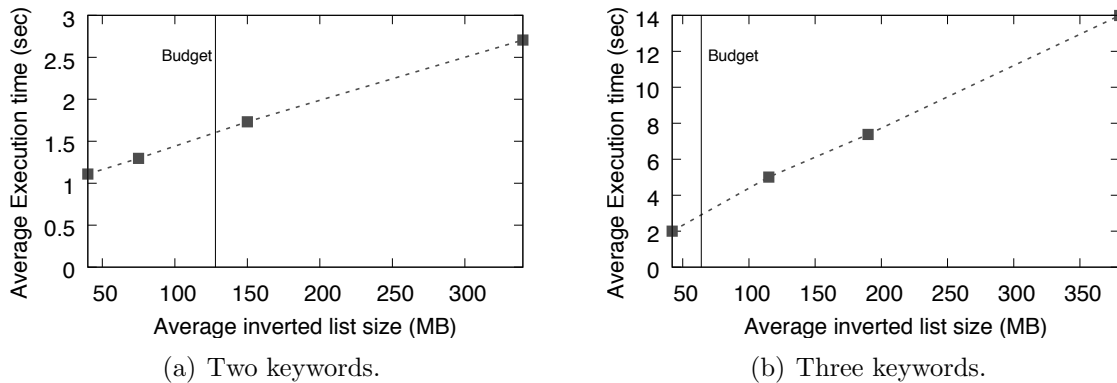 Average Execution time (sec)
3
2.5
2
1.5
1
0.5
0
Budget
50 100 150 200 250 300
Average inverted list size (MB)
(a) Two keywords.
Average Execution time (sec)
14
12
10
8
6
4
2
0
Budget
50 100 150 200 250 300 350
Average inverted list size (MB)
(b) Three keywords.